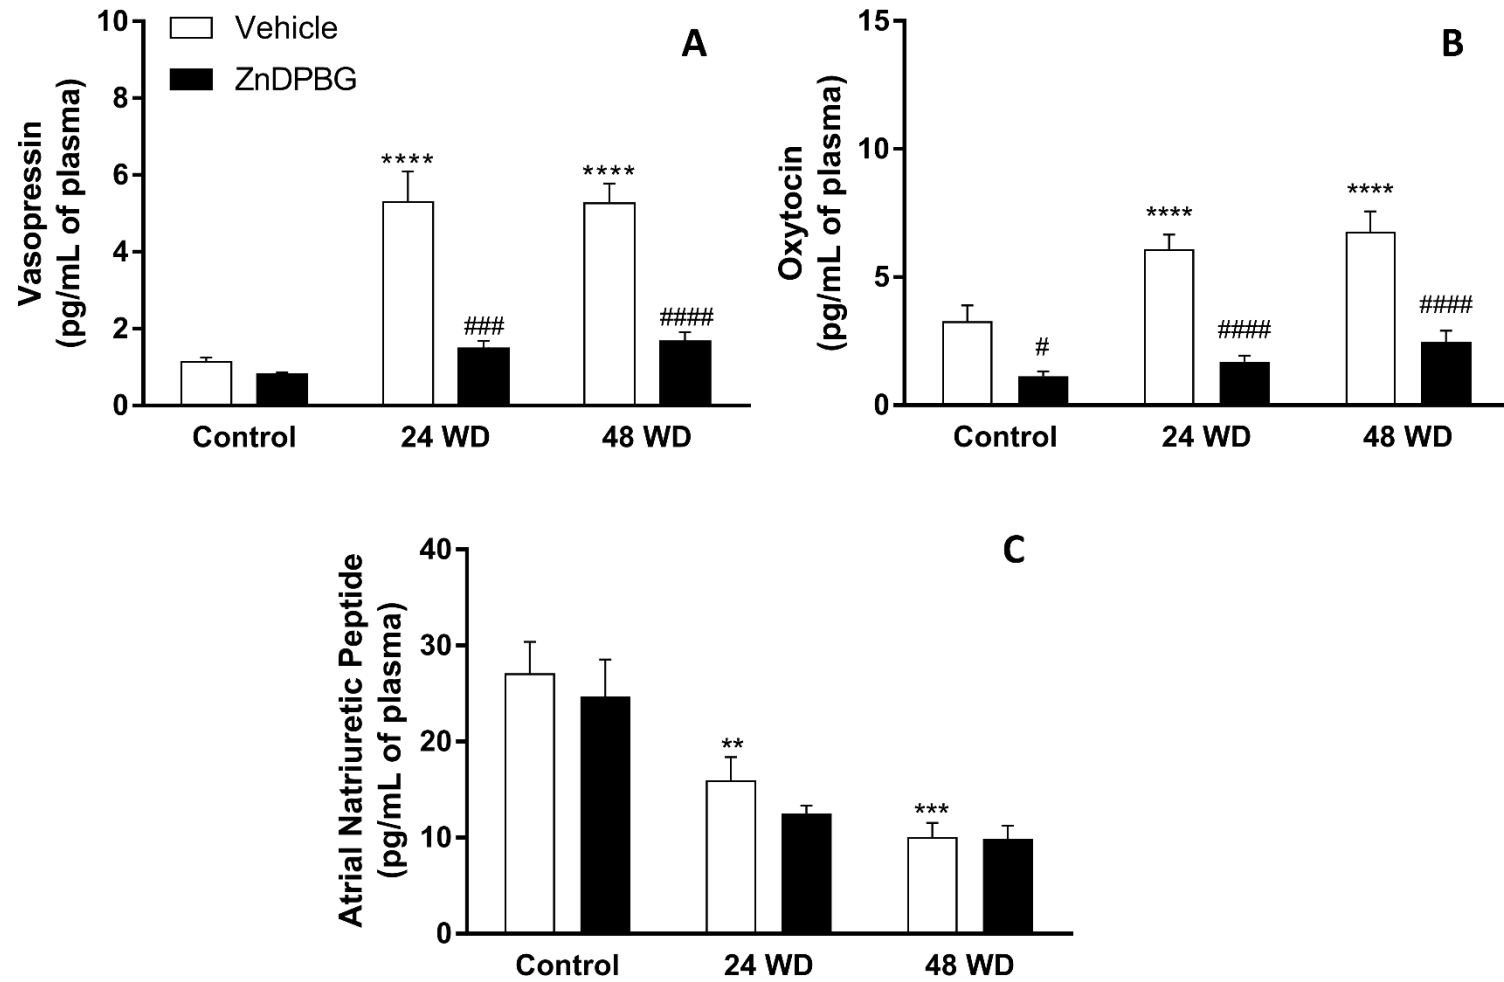 Vehicle
ZnDPBG
A
Vasopressin
(pg/mL of plasma)
10
8
6
4
2
0
****
###
****
####
Control
24 WD
48 WD
B
Oxytocin
(pg/mL of plasma)
15
10
5
0
#
****
####
****
####
Control
24 WD
48 WD
C
Atrial Natriuretic Peptide
(pg/mL of plasma)
40
30
20
10
0
**
***
Control
24 WD
48 WD